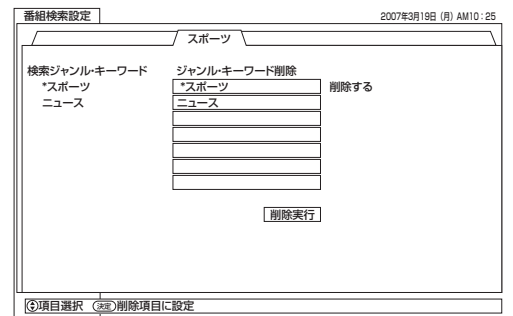 番組検索設定
2007年3月19日 (月) AM10:25
スポーツ
検索ジャンル・キーワード ジャンル・キーワード削除
*スポーツ *スポーツ 削除する
ニュース ニュース
削除実行
項目選択 決定 削除項目に設定